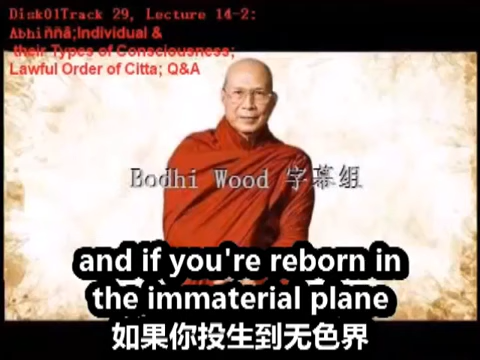 Disk01Track 29, Lecture 14-2:
Abhiññā;Individual &
their Types of Consciousness;
Lawful Order of Citta; Q&A
Bodhi Wood 字幕组
and if you're reborn in
the immaterial plane
如果你投生到无色界